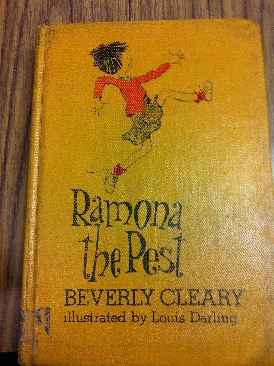 Ramona
the Pest
BEVERLY CLEARY
illustrated by Louis Darling